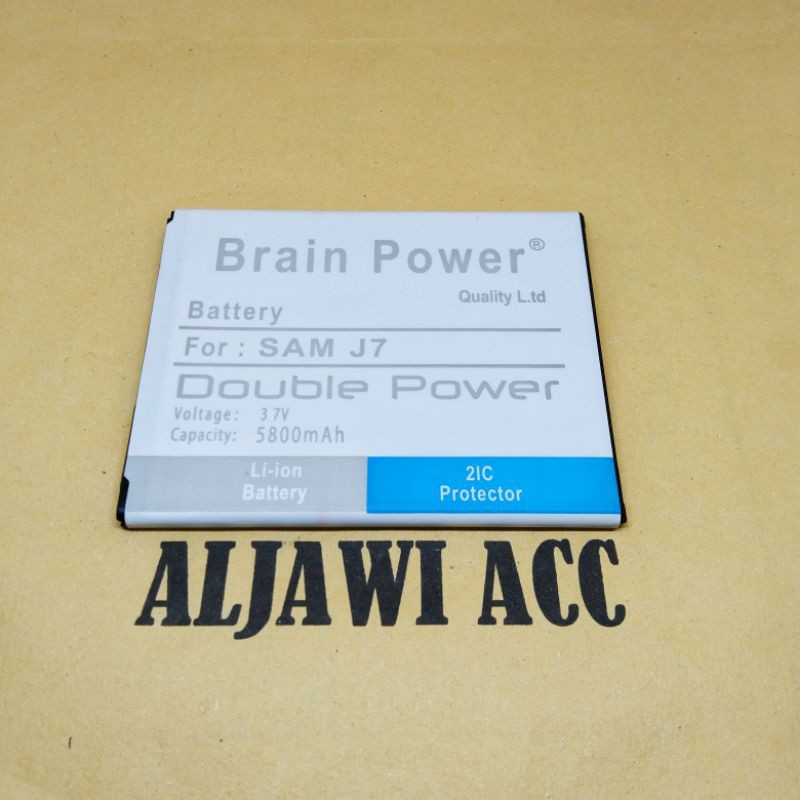 Brain Power®
Quality L.td
Battery
For : SAM J7
Double Power
Voltage: 3 7V
Capacity: 5800mAh
Li-ion
Battery
2IC
Protector
ALJAWI ACC